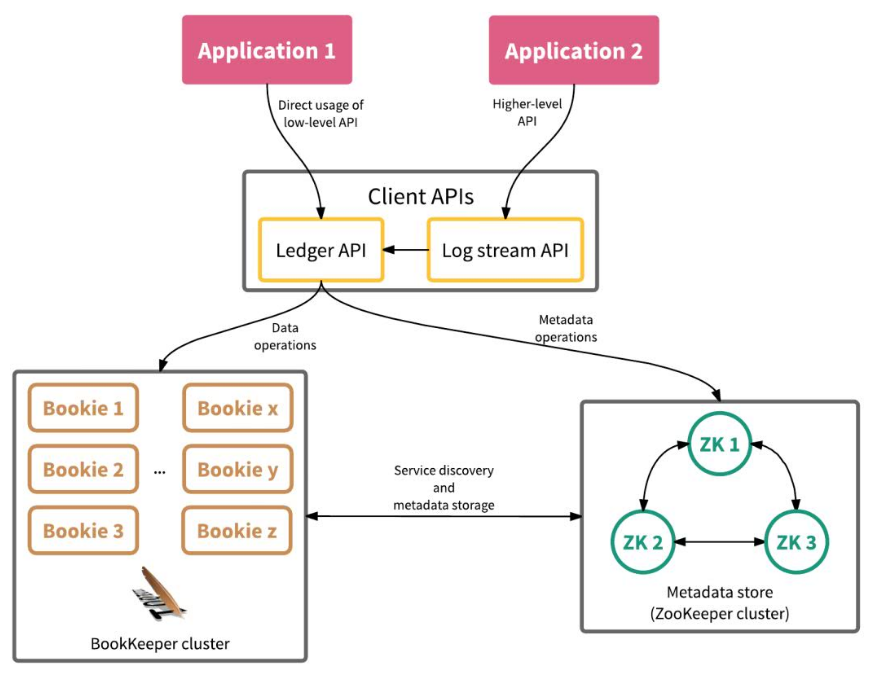 Application 1
Application 2
Direct usage of
low-level API
Higher-level
API
Client APIs
Ledger API
Log stream API
Data
operations
Metadata
operations
Bookie 1
Bookie x
Bookie 2
...
Bookie y
Bookie 3
Bookie z
BookKeeper cluster
Service discovery
and
metadata storage
ZK 1
ZK 2
ZK 3
Metadata store
(ZooKeeper cluster)